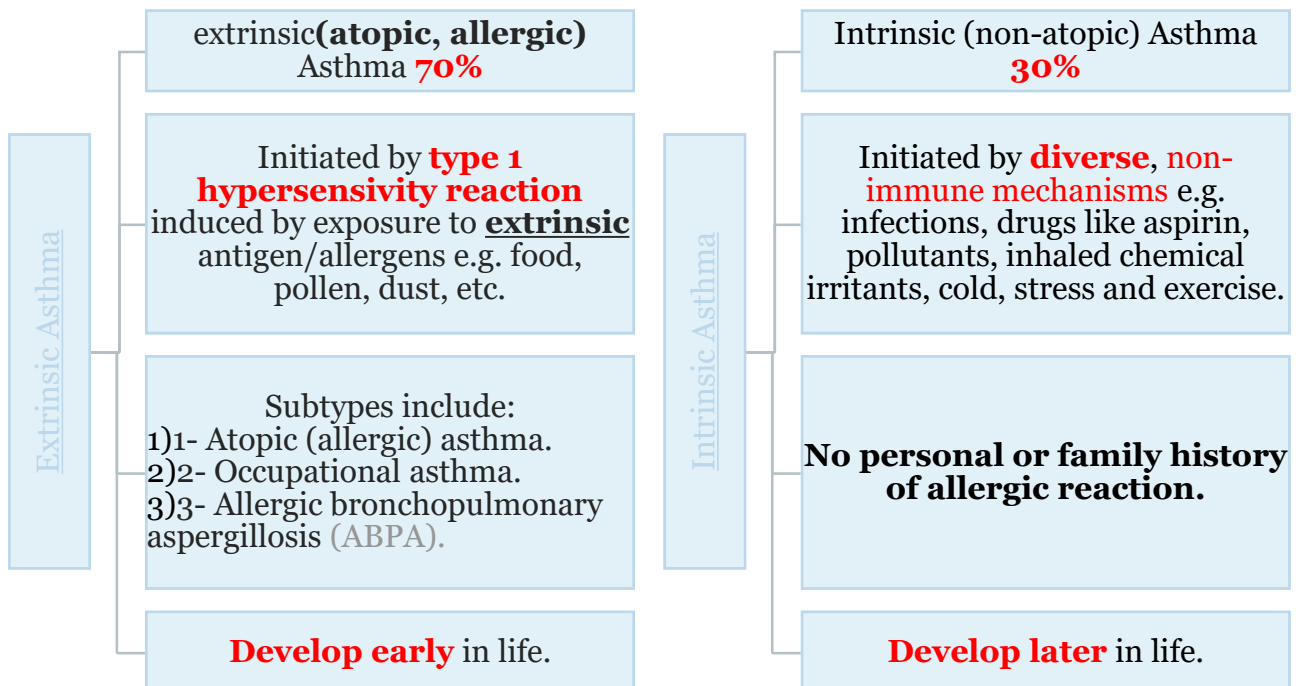 Extrinsic Asthma
extrinsic(atopic, allergic)
Asthma 70%
Initiated by type 1
hypersensivity reaction
induced by exposure to extrinsic
antigen/allergens e.g. food,
pollen, dust, etc.
Subtypes include:
1)1- Atopic (allergic) asthma.
2)2- Occupational asthma.
3)3- Allergic bronchopulmonary
aspergillosis (ABPA).
Develop early in life.
Intrinsic Asthma
Intrinsic (non-atopic) Asthma
30%
Initiated by diverse, non-
immune mechanisms e.g.
infections, drugs like aspirin,
pollutants, inhaled chemical
irritants, cold, stress and exercise.
No personal or family history
of allergic reaction.
Develop later in life.